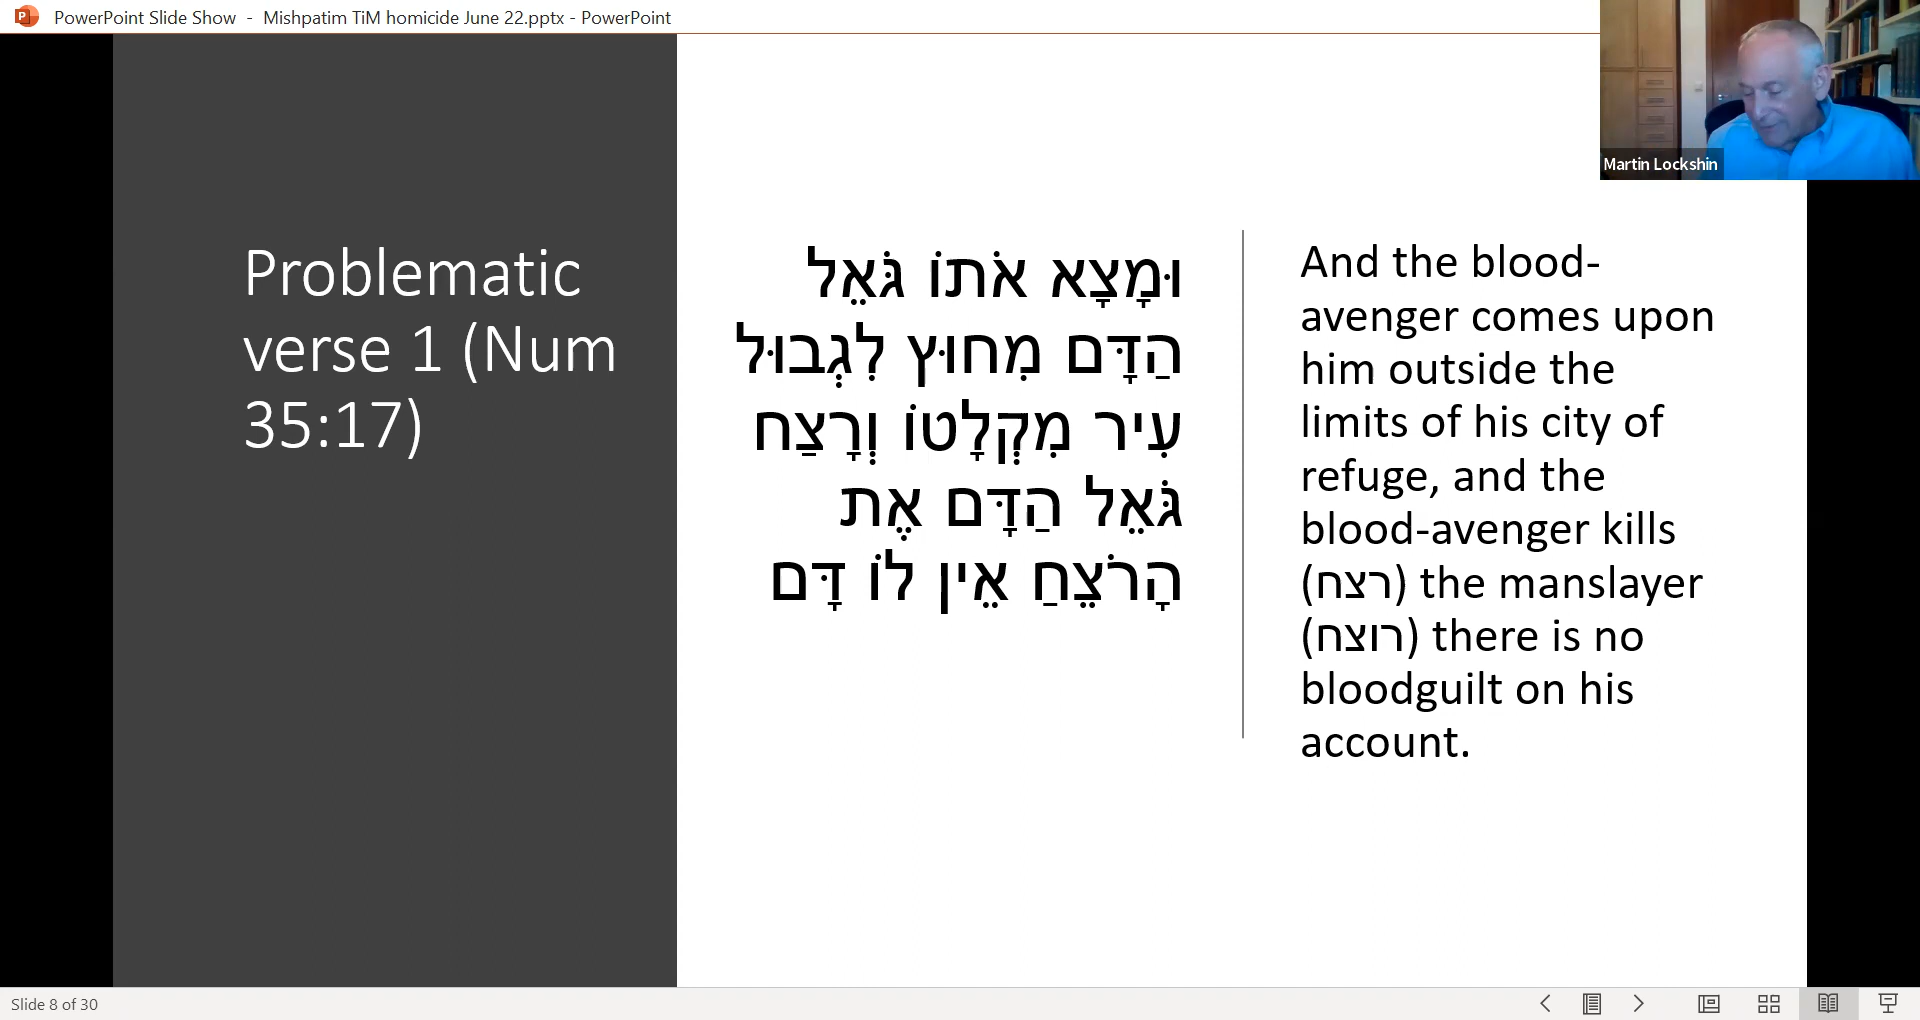 PowerPoint Slide Show - Mishpatim TiM homicide June 22.pptx - PowerPoint
Martin Lockshin
Problematic
verse 1 (Num
35:17)
וּמָצָא אֹתוֹ גֹּאֵל
הַדָּם מִחוּץ לִגְבוּל
עִיר מִקְלָטוֹ וְרָצַח
גֹּאֵל הַדָּם אֶת
הָרֹצֵחַ אֵין לוֹ דָּם
And the blood-
avenger comes upon
him outside the
limits of his city of
refuge, and the
blood-avenger kills
(רצח) the manslayer
(רוצח) there is no
bloodguilt on his
account.
Slide 8 of 30